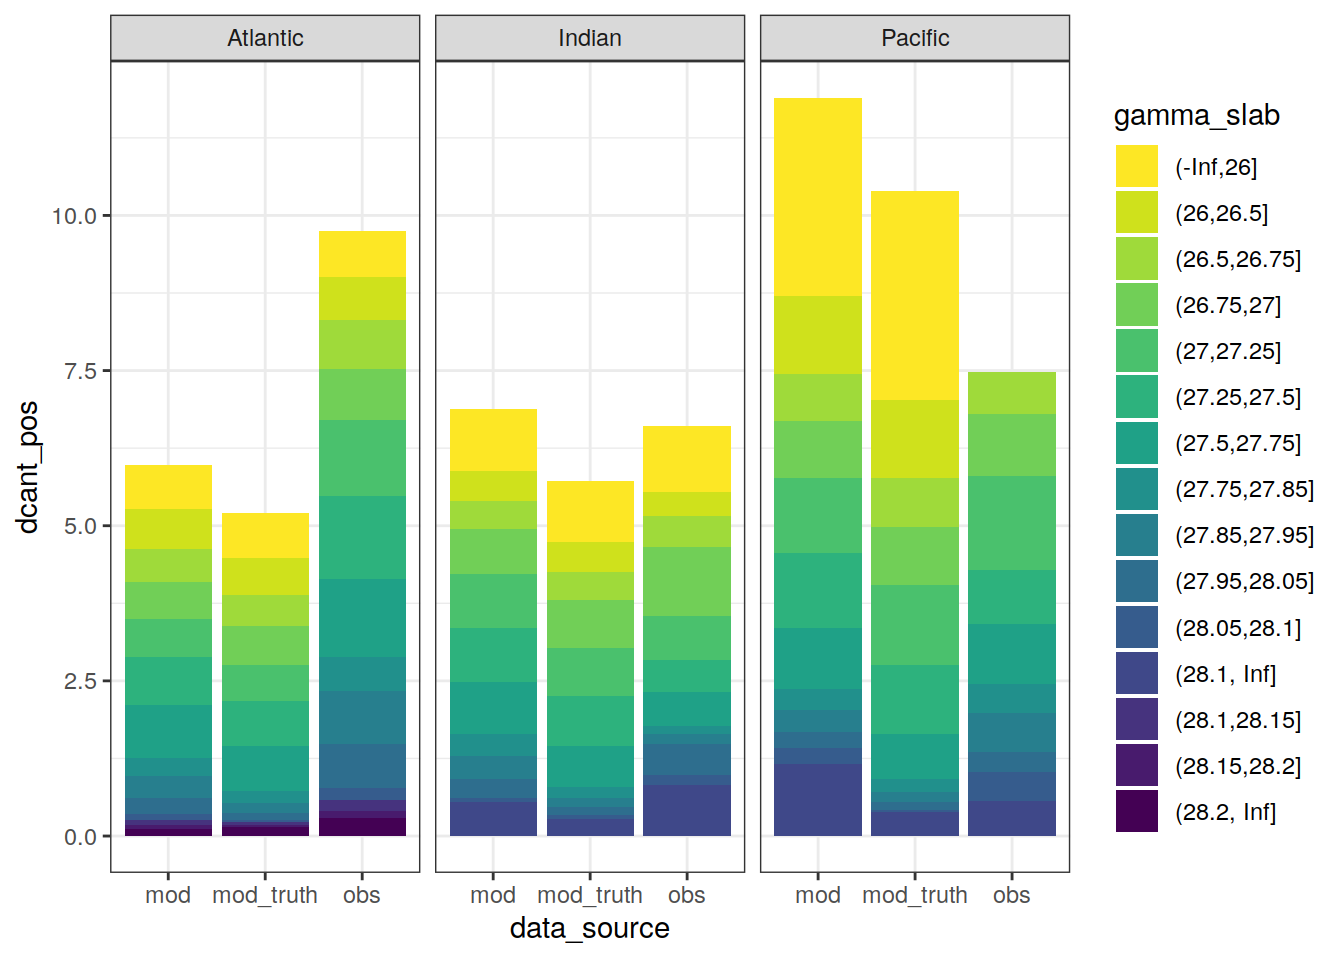 Atlantic
Indian
Pacific
dcant_pos
10.0
7.5
5.0
2.5
0.0
mod mod_truth obs
mod mod_truth obs
mod mod_truth obs
data_source
gamma_slab
(-Inf,26]
(26,26.5]
(26.5,26.75]
(26.75,27]
(27,27.25]
(27.25,27.5]
(27.5,27.75]
(27.75,27.85]
(27.85,27.95]
(27.95,28.05]
(28.05,28.1]
(28.1, Inf]
(28.1,28.15]
(28.15,28.2]
(28.2, Inf]